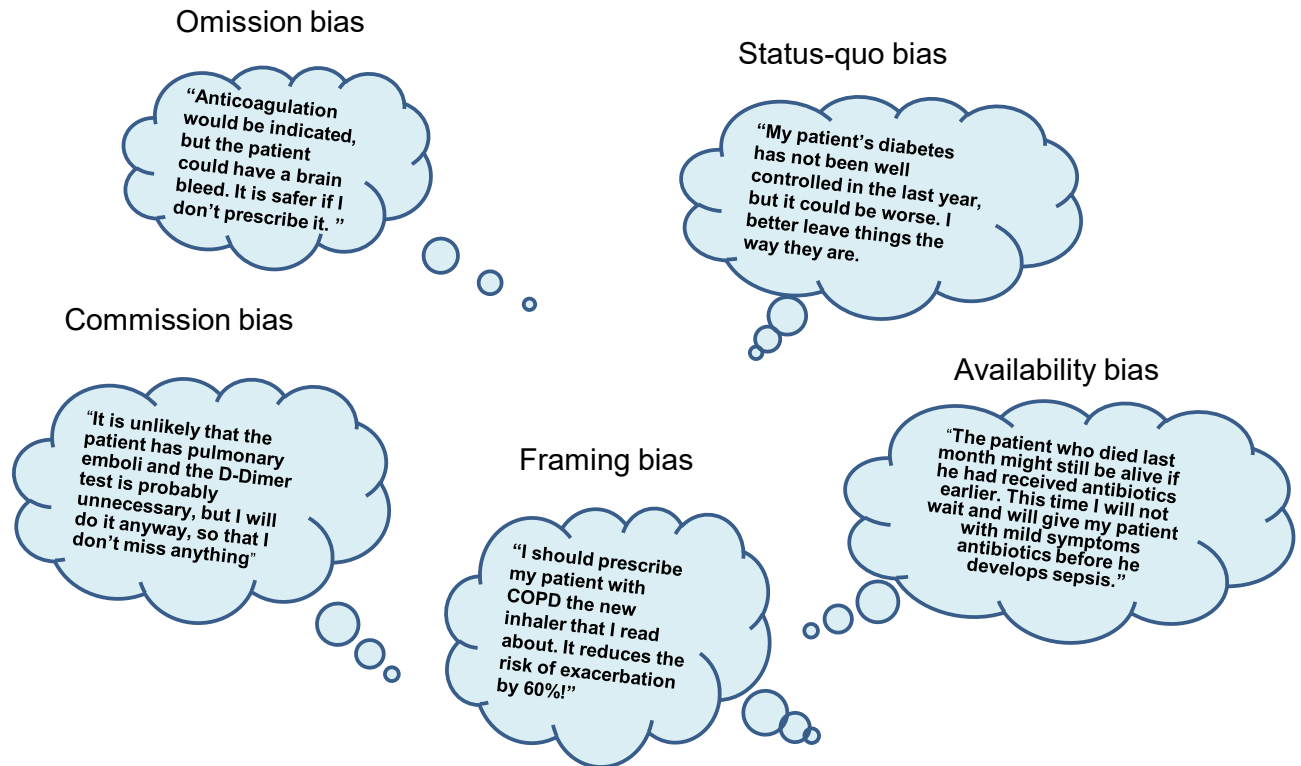 Omission bias
“Anticoagulation
would be indicated,
but the patient
could have a brain
bleed. It is safer if I
don’t prescribe it. ”
Status-quo bias
“My patient’s diabetes
has not been well
controlled in the last year,
but it could be worse. I
better leave things the
way they are.
Commission bias
“It is unlikely that the
patient has pulmonary
emboli and the D-Dimer
test is probably
unnecessary, but I will
do it anyway, so that I
don’t miss anything”
Framing bias
“I should prescribe
my patient with
COPD the new
inhaler that I read
about. It reduces the
risk of exacerbation
by 60%!”
Availability bias
“The patient who died last
month might still be alive if
he had received antibiotics
earlier. This time I will not
wait and will give my patient
with mild symptoms
antibiotics before he
develops sepsis.”